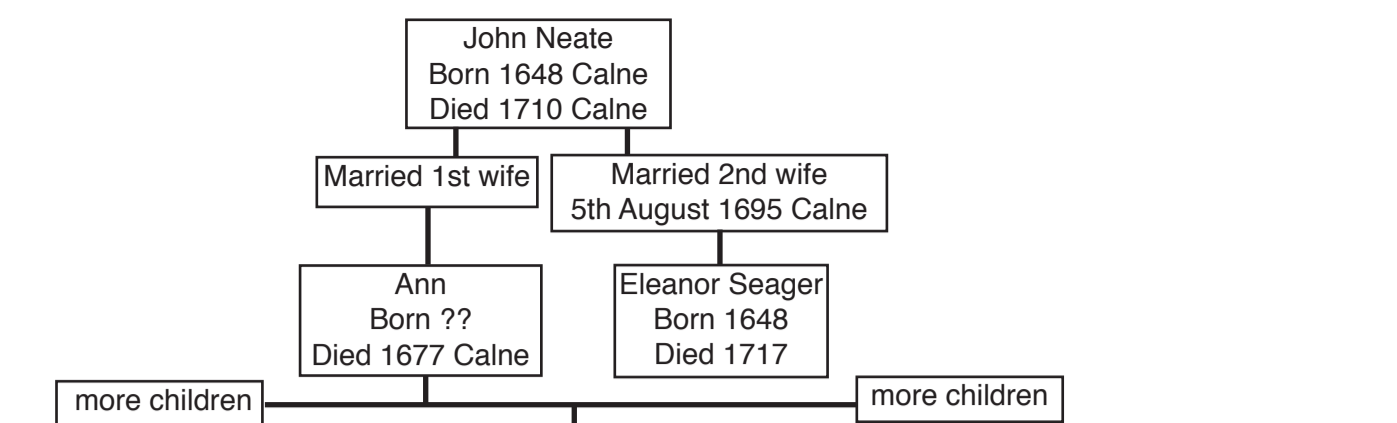 John Neate
Born 1648 Calne
Died 1710 Calne
Married 1st wife
Married 2nd wife
5th August 1695 Calne
Ann
Born ??
Died 1677 Calne
Eleanor Seager
Born 1648
Died 1717
more children
more children